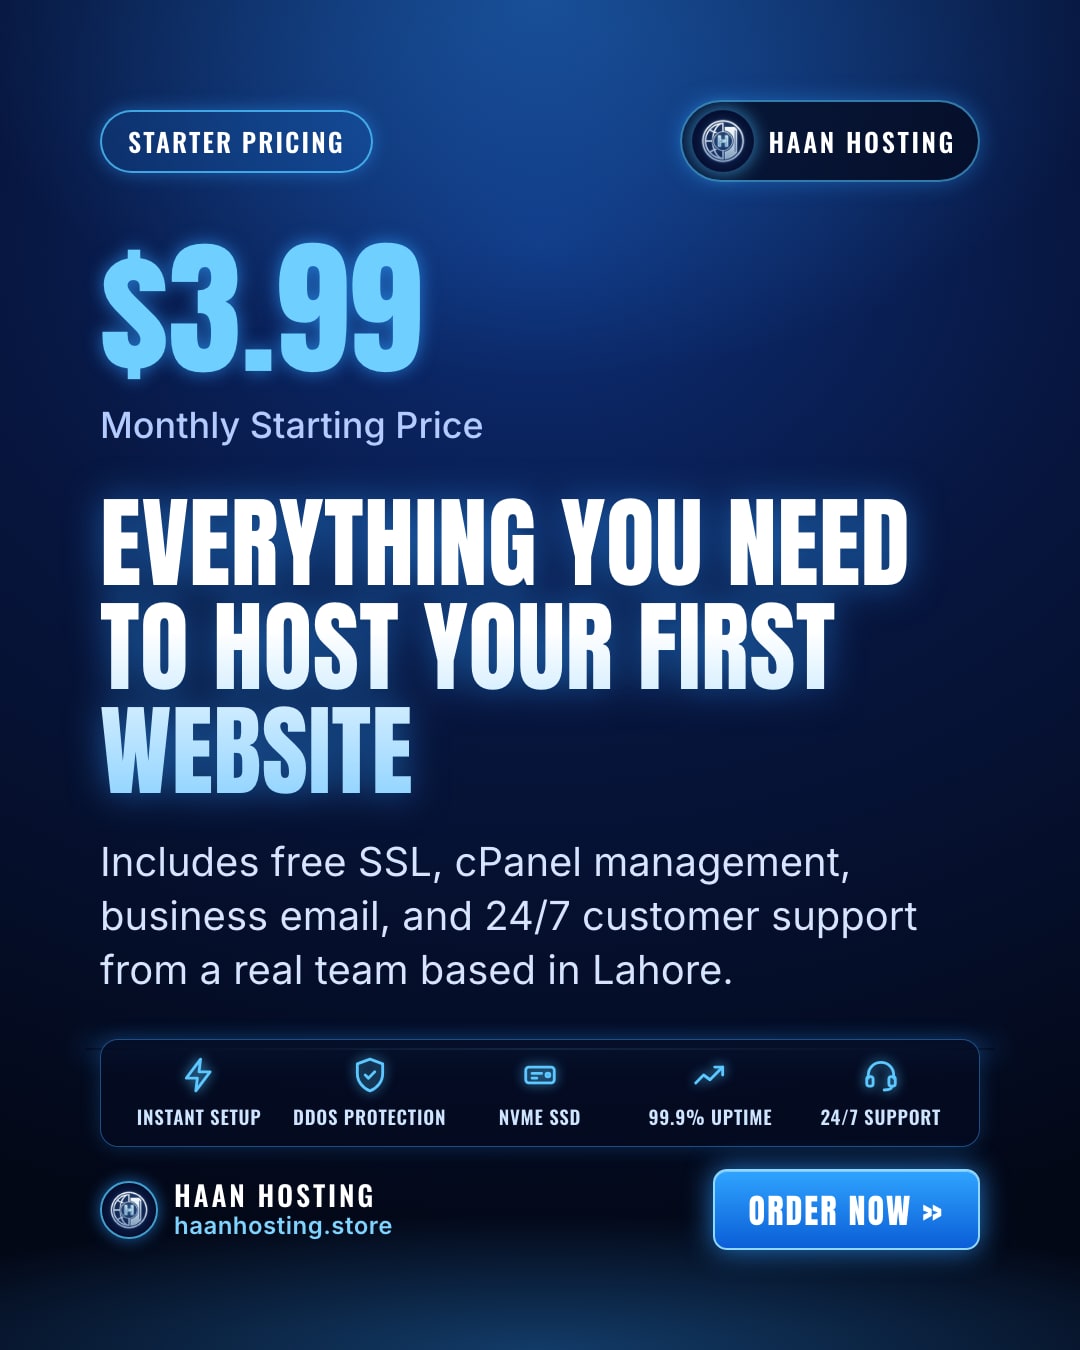 STARTER PRICING
HAAN HOSTING
$3.99
Monthly Starting Price
EVERYTHING YOU NEED
TO HOST YOUR FIRST
WEBSITE
Includes free SSL, cPanel management,
business email, and 24/7 customer support
from a real team based in Lahore.
INSTANT SETUP
DDOS PROTECTION
NVME SSD
99.9% UPTIME
24/7 SUPPORT
HAAN HOSTING
haanhosting.store
ORDER NOW »